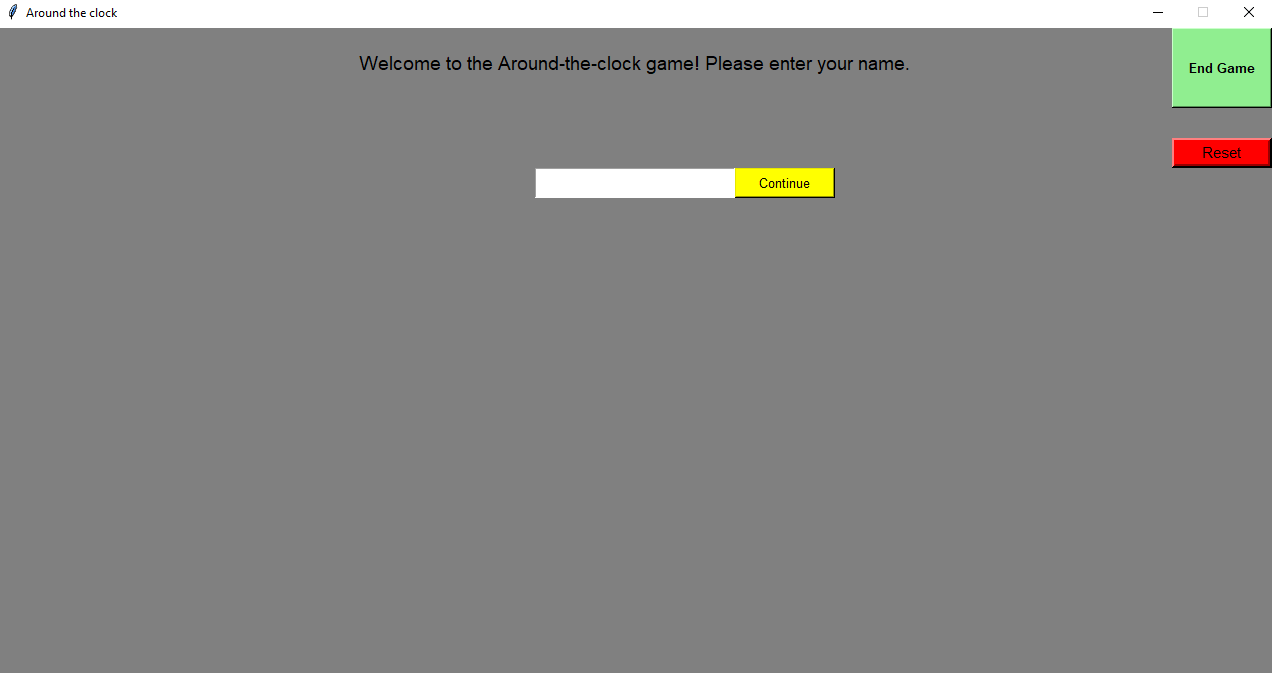 Around the clock
Welcome to the Around-the-clock game! Please enter your name.
End Game
Reset
Continue